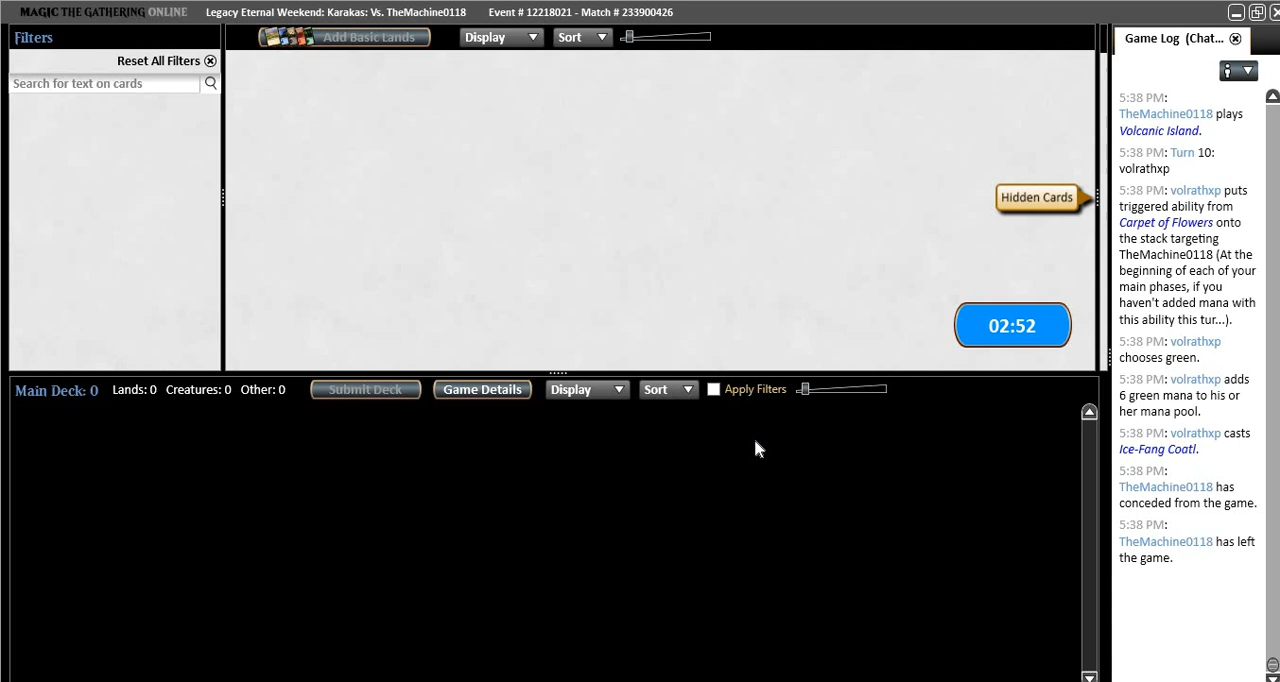 MAGIC THE GATHERING ONLINE Legacy Eternal Weekend: Karakas: Vs. TheMachine0118 Event # 12218021 - Match # 233900426
Filters
Reset All Filters
Search for text on cards
Add Basic Lands Display Sort
Hidden Cards
02:52
Main Deck: 0 Lands: 0 Creatures: 0 Other: 0 Submit Deck Game Details Display Sort Apply Filters
Game Log (Chat...
5:38 PM:
TheMachine0118 plays
Volcanic Island.
5:38 PM: Turn 10:
volrathxp
5:38 PM: volrathxp puts
triggered ability from
Carpet of Flowers onto
the stack targeting
TheMachine0118 (At the
beginning of each of your
main phases, if you
haven't added mana with
this ability this tur...).
5:38 PM: volrathxp
chooses green.
5:38 PM: volrathxp adds
6 green mana to his or
her mana pool.
5:38 PM: volrathxp casts
Ice-Fang Coatl.
5:38 PM:
TheMachine0118 has
conceded from the game.
5:38 PM:
TheMachine0118 has left
the game.